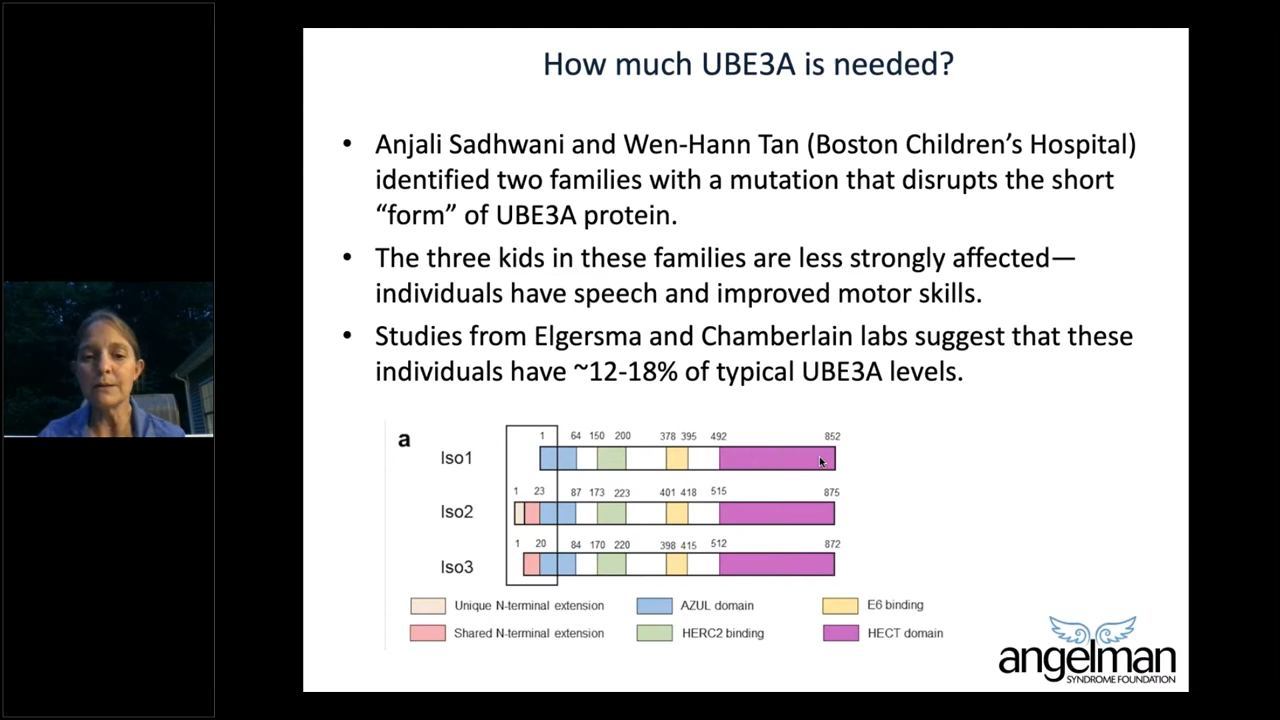 How much UBE3A is needed?
• Anjali Sadhwani and Wen-Hann Tan (Boston Children’s Hospital)
identified two families with a mutation that disrupts the short
“form” of UBE3A protein.
• The three kids in these families are less strongly affected—
individuals have speech and improved motor skills.
• Studies from Elgersma and Chamberlain labs suggest that these
individuals have ~12-18% of typical UBE3A levels.
a
1 64 150 200 378 395 492 852
Iso1
1 23 87 173 223 401 418 515 875
Iso2
1 20 84 170 220 398 415 512 872
Iso3
Unique N-terminal extension AZUL domain E6 binding
Shared N-terminal extension HERC2 binding HECT domain
angelman
SYNDROME FOUNDATION